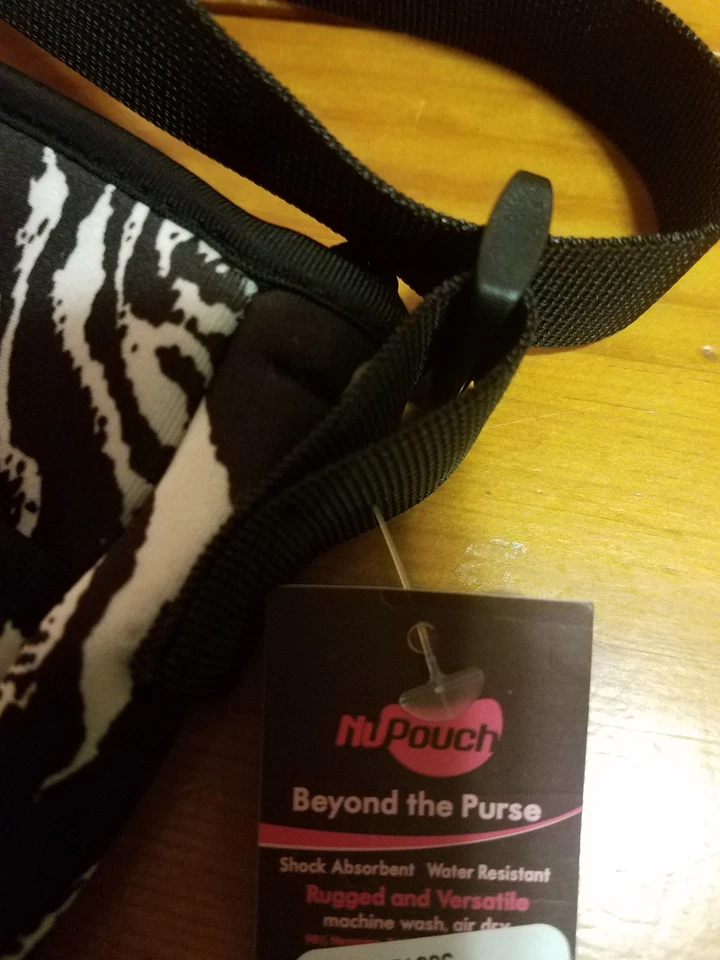 NuPouch
Beyond the Purse
Shock Absorbent Water Resistant
Rugged and Versatile
machine wash, air dry